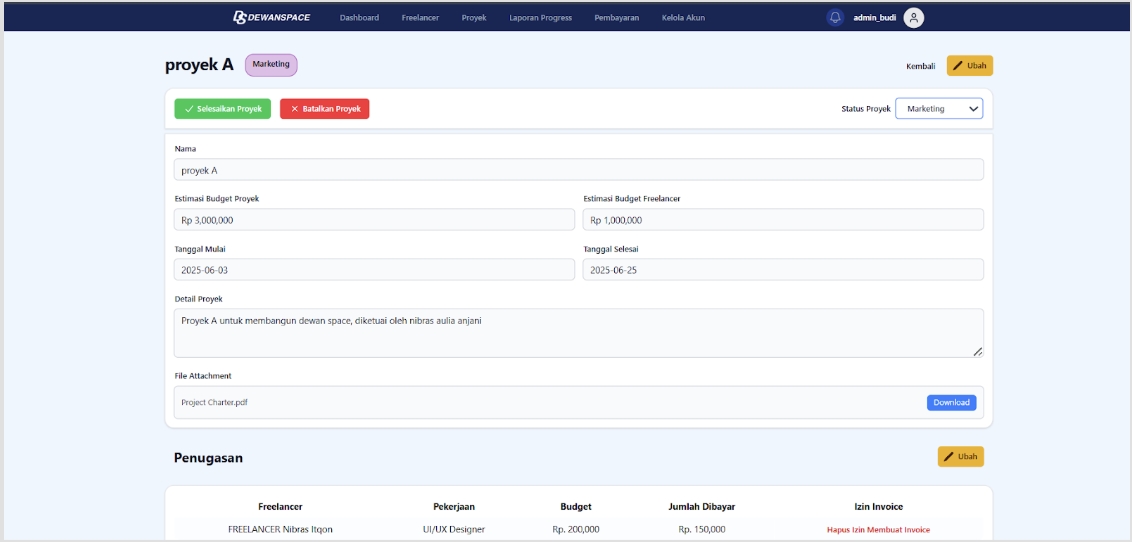 DS DEWANSPACE Dashboard Freelancer Proyek Laporan Progress Pembayaran Kelola Akun admin_budi
proyek A Marketing Kembali Ubah
Selesaikan Proyek Batalkan Proyek Status Proyek Marketing
Nama
proyek A
Estimasi Budget Proyek Estimasi Budget Freelancer
Rp 3,000,000 Rp 1,000,000
Tanggal Mulai Tanggal Selesai
2025-06-03 2025-06-25
Detail Proyek
Proyek A untuk membangun dewan space, diketuai oleh nibras aulia anjani
File Attachment
Project Charter.pdf Download
Penugasan Ubah
Freelancer Pekerjaan Budget Jumlah Dibayar Izin Invoice
FREELANCER Nibras Itqon UI/UX Designer Rp. 200,000 Rp. 150,000 Hapus Izin Membuat Invoice